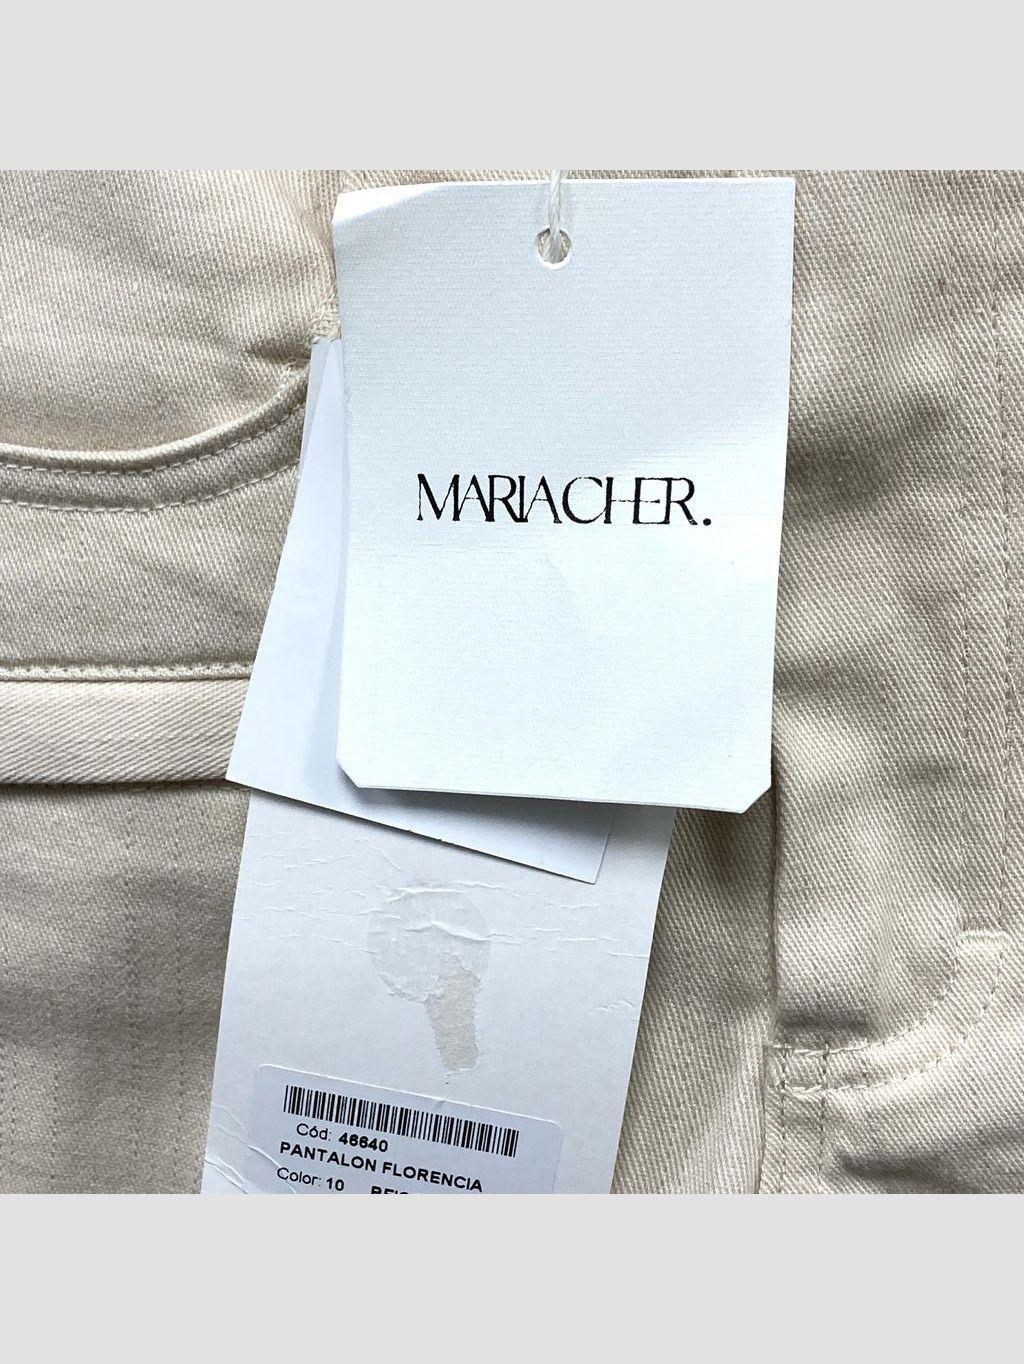 MARIACHER.
Cód: 46640
PANTALON FLORENCIA
Color: 10